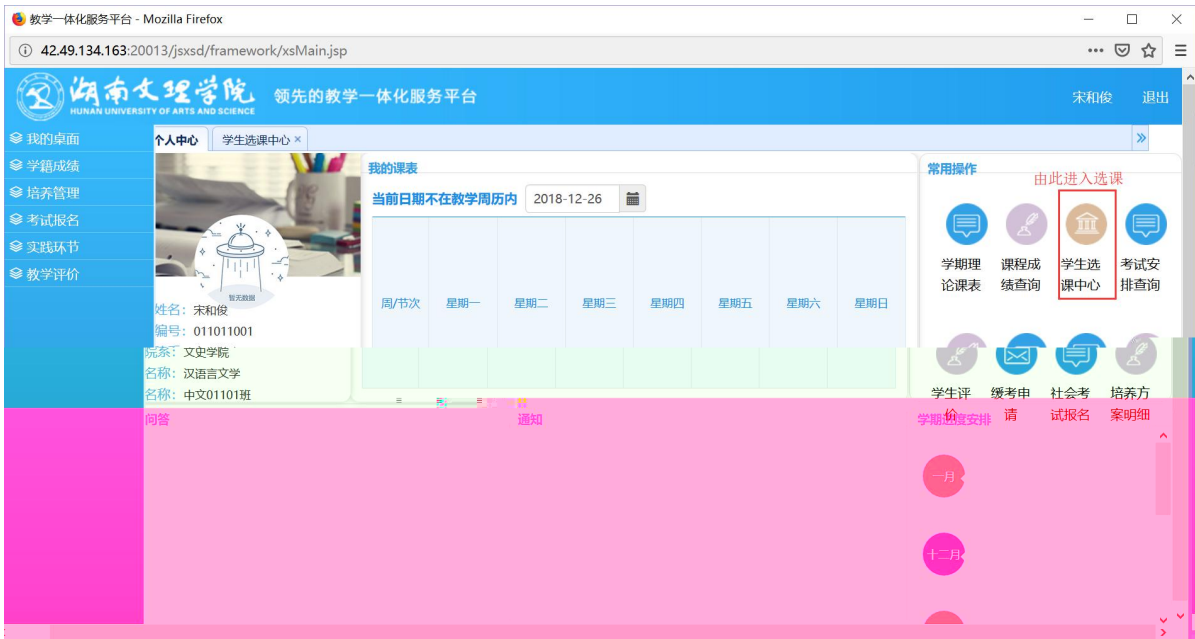 教学一体化服务平台 - Mozilla Firefox
42.49.134.163:20013/jsxsd/framework/xsMain.jsp
湖南文理学院
HUNAN UNIVERSITY OF ARTS AND SCIENCE
领先的教学一体化服务平台
宋和俊 退出
我的桌面
学籍成绩
培养管理
考试报名
实践环节
教学评价
个人中心 学生选课中心 ×
暂无数据
姓名：宋和俊
编号：011011001
院系：文史学院
名称：汉语言文学
名称：中文01101班
我的课表
当前日期不在教学周历内 2018-12-26
周/节次 星期一 星期二 星期三 星期四 星期五 星期六 星期日
常用操作
由此进入选课
学期理论课表
课程成绩查询
学生选课中心
考试安排查询
学生评价
缓考申请
社会考试报名
培养方案明细
问答
通知
学期进度安排
一月
十二月